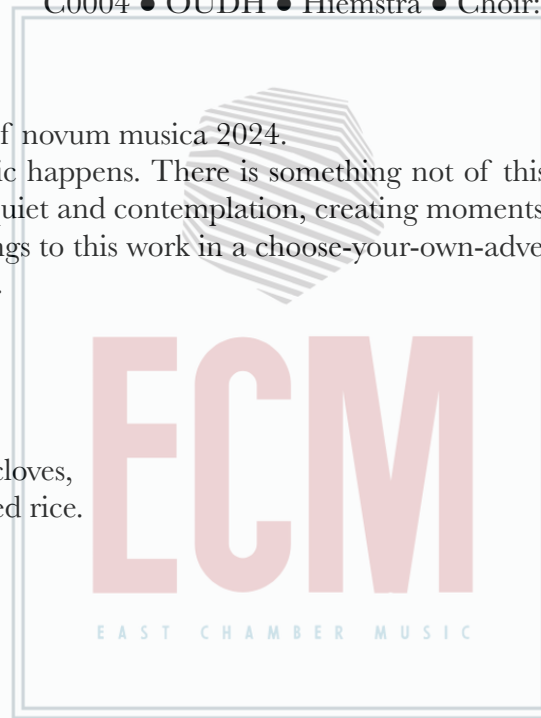 C0004 ● OUDH ● Hiemstra ● Choir:
f novum musica 2024.
ic happens. There is something not of this
quiet and contemplation, creating moments
ngs to this work in a choose-your-own-adve
.
cloves,
ed rice.
ECM
EAST CHAMBER MUSIC